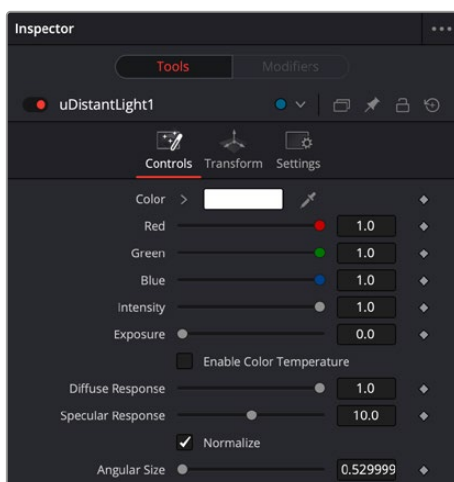 Inspector
Tools Modifiers
uDistantLight1
Controls Transform Settings
Color
Red 1.0
Green 1.0
Blue 1.0
Intensity 1.0
Exposure 0.0
Enable Color Temperature
Diffuse Response 1.0
Specular Response 10.0
Normalize
Angular Size 0.529999